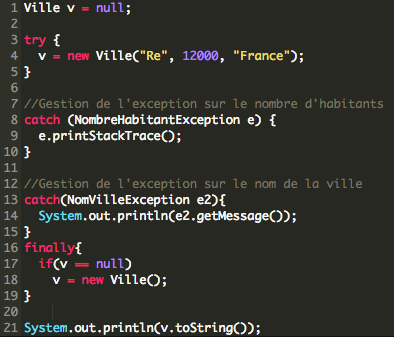 1 Ville v = null;
2
3 try {
4 v = new Ville("Re", 12000, "France");
5 }
6
7 //Gestion de l'exception sur le nombre d'habitants
8 catch (NombreHabitantException e) {
9 e.printStackTrace();
10 }
11
12 //Gestion de l'exception sur le nom de la ville
13 catch(NomVilleException e2){
14 System.out.println(e2.getMessage());
15 }
16 finally{
17 if(v == null)
18 v = new Ville();
19 }
20
21 System.out.println(v.toString());